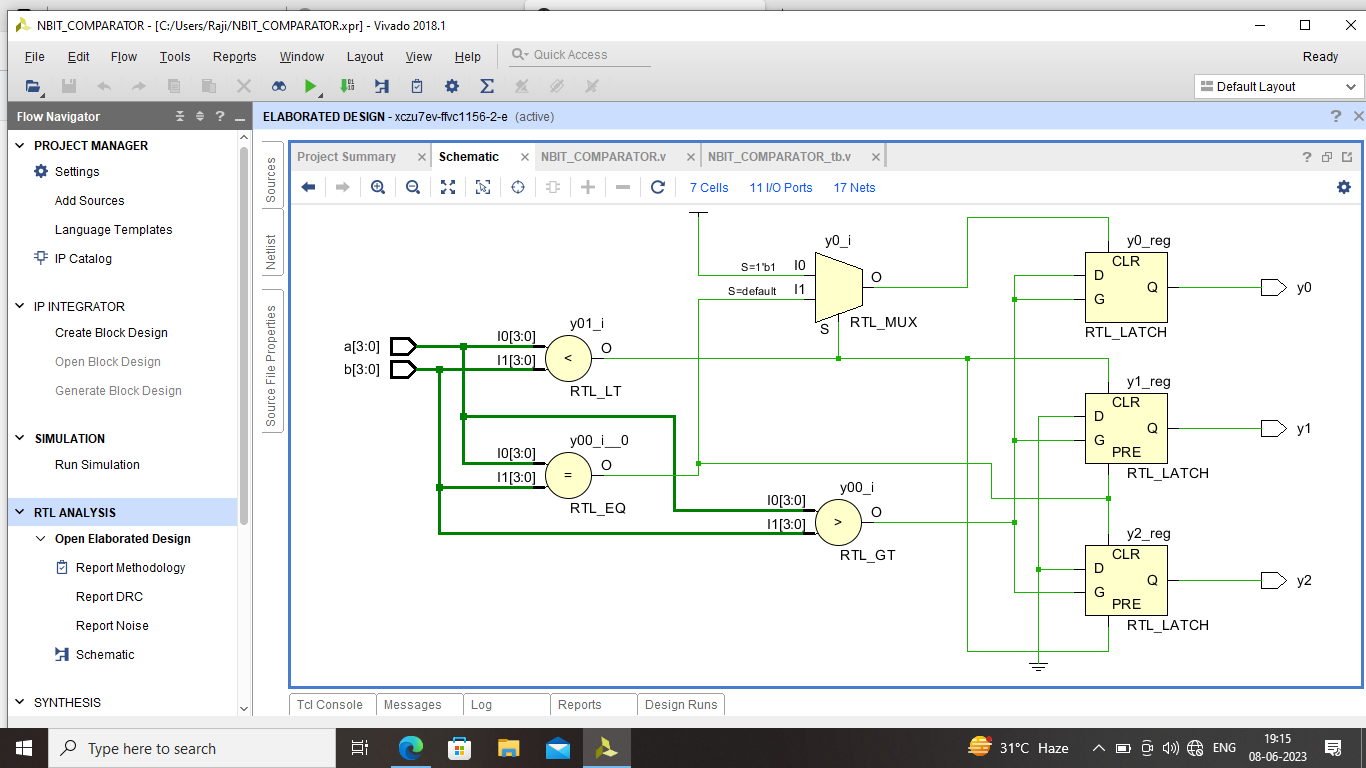 NBIT_COMPARATOR - [C:/Users/Raji/NBIT_COMPARATOR.xpr] - Vivado 2018.1
File Edit Flow Tools Reports Window Layout View Help Quick Access Ready
Default Layout
Flow Navigator ?
ELABORATED DESIGN - xczu7ev-ffvc1156-2-e (active) ?
PROJECT MANAGER
Settings
Add Sources
Language Templates
IP Catalog
IP INTEGRATOR
Create Block Design
Open Block Design
Generate Block Design
SIMULATION
Run Simulation
RTL ANALYSIS
Open Elaborated Design
Report Methodology
Report DRC
Report Noise
Schematic
SYNTHESIS
Sources
Netlist
Source File Properties
Project Summary Schematic NBIT_COMPARATOR.v NBIT_COMPARATOR_tb.v ?
7 Cells 11 I/O Ports 17 Nets
y0_i
S=1'b1 I0
S=default I1
O
S
RTL_MUX
y0_reg
CLR
D
G
Q
RTL_LATCH
y0
a[3:0]
b[3:0]
y01_i
I0[3:0]
I1[3:0]
<
O
RTL_LT
y1_reg
CLR
D
G
Q
PRE
RTL_LATCH
y1
y00_i__0
I0[3:0]
I1[3:0]
=
O
RTL_EQ
y00_i
I0[3:0]
I1[3:0]
>
O
RTL_GT
y2_reg
CLR
D
G
Q
PRE
RTL_LATCH
y2
Tcl Console Messages Log Reports Design Runs
Type here to search
31°C Haze
ENG
19:15
08-06-2023